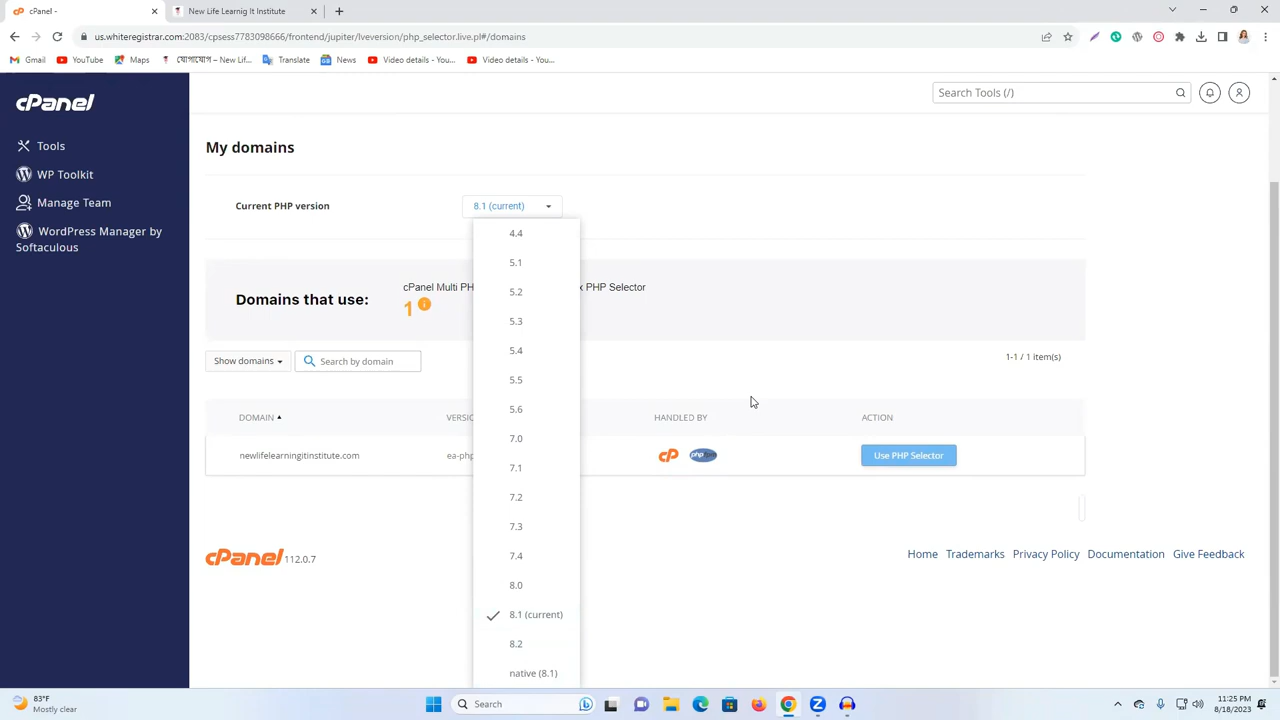 cPanel -
New Life Learnig It Institute
us.whiteregistrar.com:2083/cpsess7783098666/frontend/jupiter/lveversion/php_selector.live.pl#/domains
Gmail
YouTube
Maps
যোগাযোগ – New Life...
Translate
News
Video details - You...
Video details - You...
cPanel
Search Tools (/)
Tools
WP Toolkit
Manage Team
WordPress Manager by
Softaculous
My domains
Current PHP version
8.1 (current)
4.4
5.1
5.2
5.3
5.4
5.5
5.6
7.0
7.1
7.2
7.3
7.4
8.0
8.1 (current)
8.2
native (8.1)
Domains that use:
cPanel Multi PH
x PHP Selector
1
Show domains
Search by domain
1-1 / 1 item(s)
DOMAIN
VERSIO
HANDLED BY
ACTION
newlifelearningitinstitute.com
ea-php
cP
php fpm
Use PHP Selector
cPanel 112.0.7
Home
Trademarks
Privacy Policy
Documentation
Give Feedback
83°F
Mostly clear
Search
11:25 PM
8/18/2023